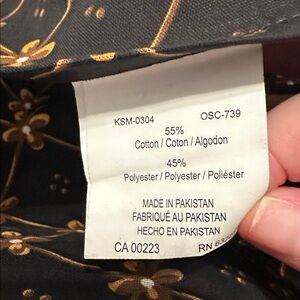 KSM-0304 OSC-739
55%
Cotton / Coton / Algodon
45%
Polyester / Polyester / Poliéster
MADE IN PAKISTAN
FABRIQUÉ AU PAKISTAN
HECHO EN PAKISTAN
CA 00223 RN